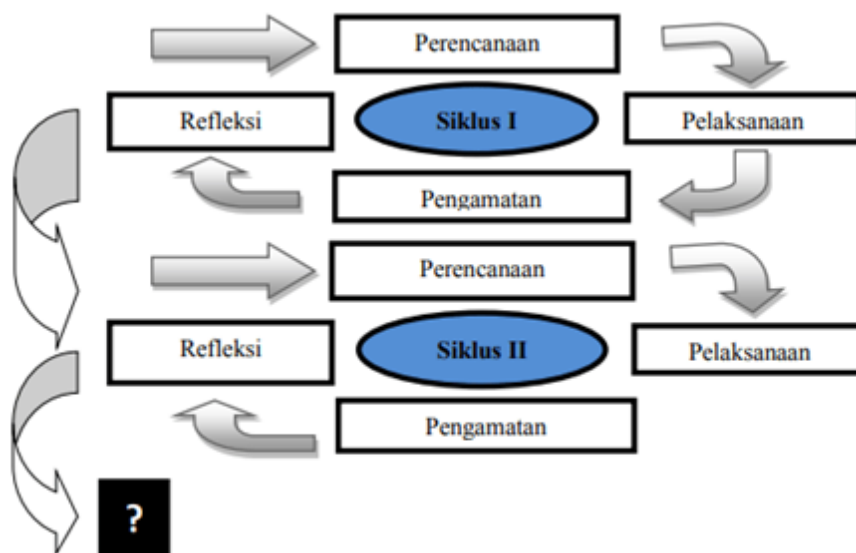 Perencanaan
Refleksi
Siklus I
Pelaksanaan
Pengamatan
Perencanaan
Refleksi
Siklus II
Pelaksanaan
Pengamatan
?